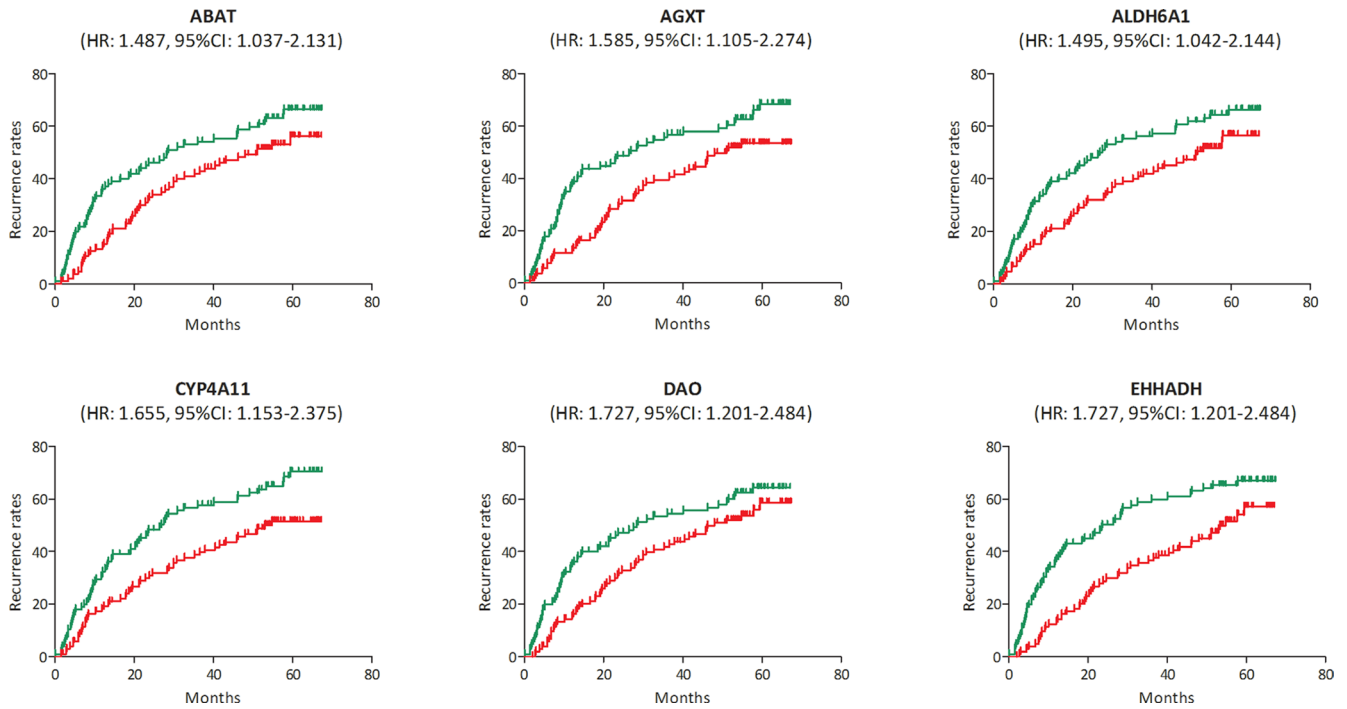 ABAT
(HR: 1.487, 95%CI: 1.037-2.131)
80
60
40
20
0
Recurrence rates
0 20 40 60 80
Months
AGXT
(HR: 1.585, 95%CI: 1.105-2.274)
80
60
40
20
0
Recurrence rates
0 20 40 60 80
Months
ALDH6A1
(HR: 1.495, 95%CI: 1.042-2.144)
80
60
40
20
0
Recurrence rates
0 20 40 60 80
Months
CYP4A11
(HR: 1.655, 95%CI: 1.153-2.375)
80
60
40
20
0
Recurrence rates
0 20 40 60 80
Months
DAO
(HR: 1.727, 95%CI: 1.201-2.484)
80
60
40
20
0
Recurrence rates
0 20 40 60 80
Months
EHHADH
(HR: 1.727, 95%CI: 1.201-2.484)
80
60
40
20
0
Recurrence rates
0 20 40 60 80
Months